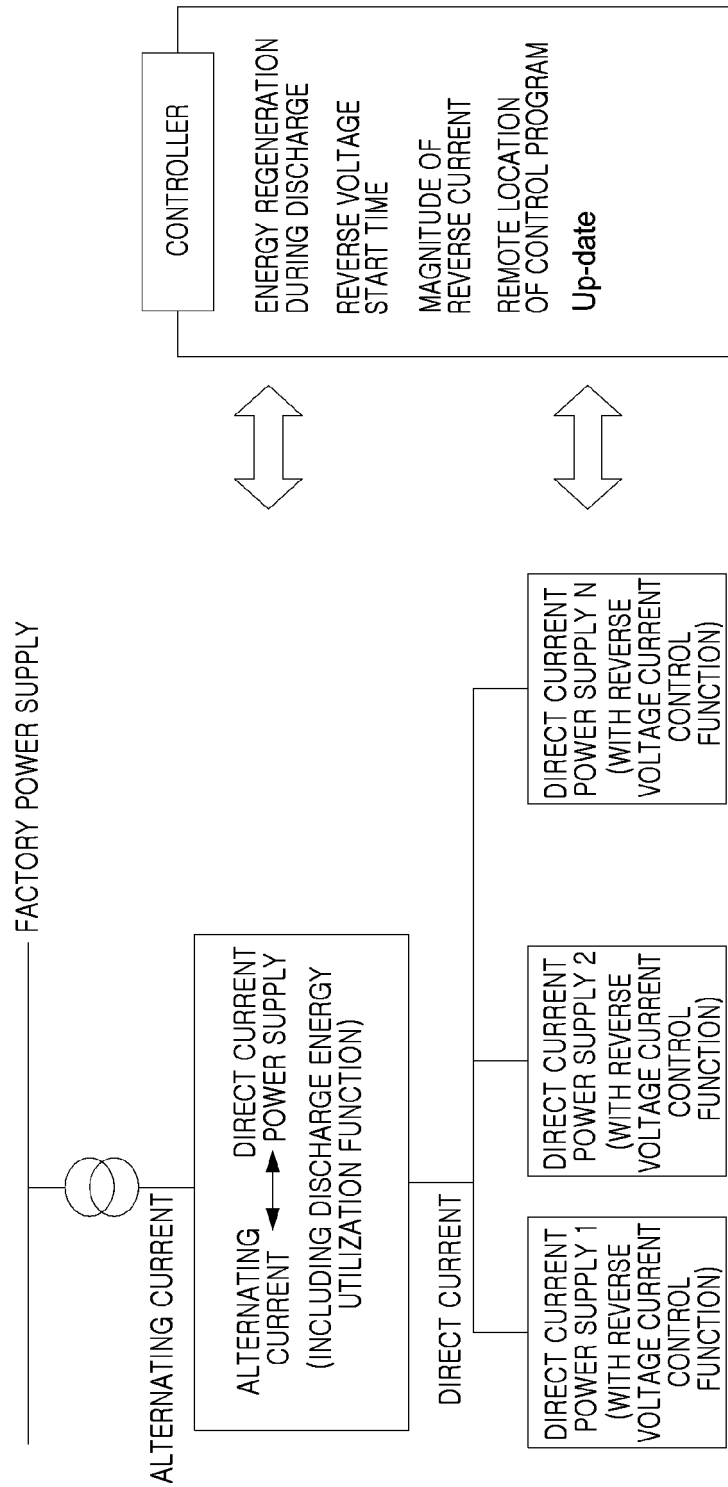 FACTORY POWER SUPPLY
ALTERNATING CURRENT
ALTERNATING
CURRENT
DIRECT CURRENT
POWER SUPPLY
(INCLUDING DISCHARGE ENERGY
UTILIZATION FUNCTION)
DIRECT CURRENT
DIRECT CURRENT
POWER SUPPLY 1
(WITH REVERSE
VOLTAGE CURRENT
CONTROL
FUNCTION)
DIRECT CURRENT
POWER SUPPLY 2
(WITH REVERSE
VOLTAGE CURRENT
CONTROL
FUNCTION)
DIRECT CURRENT
POWER SUPPLY N
(WITH REVERSE
VOLTAGE CURRENT
CONTROL
FUNCTION)
CONTROLLER
ENERGY REGENERATION
DURING DISCHARGE
REVERSE VOLTAGE
START TIME
MAGNITUDE OF
REVERSE CURRENT
REMOTE LOCATION
OF CONTROL PROGRAM
Up-date